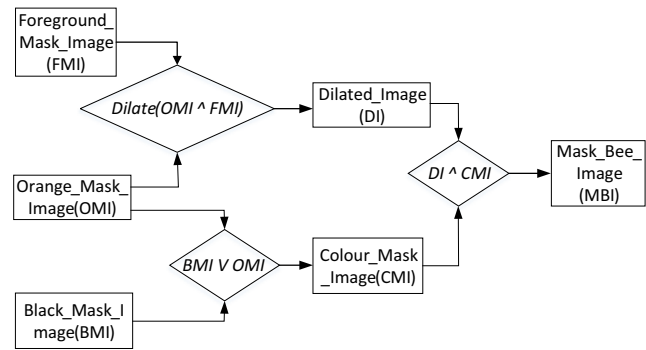 Foreground_
Mask_Image
(FMI)
Dilate(OMI ^ FMI)
Dilated_Image
(DI)
DI ^ CMI
Mask_Bee_
Image
(MBI)
Orange_Mask_
Image(OMI)
BMI V OMI
Colour_Mask
_Image(CMI)
Black_Mask_I
mage(BMI)